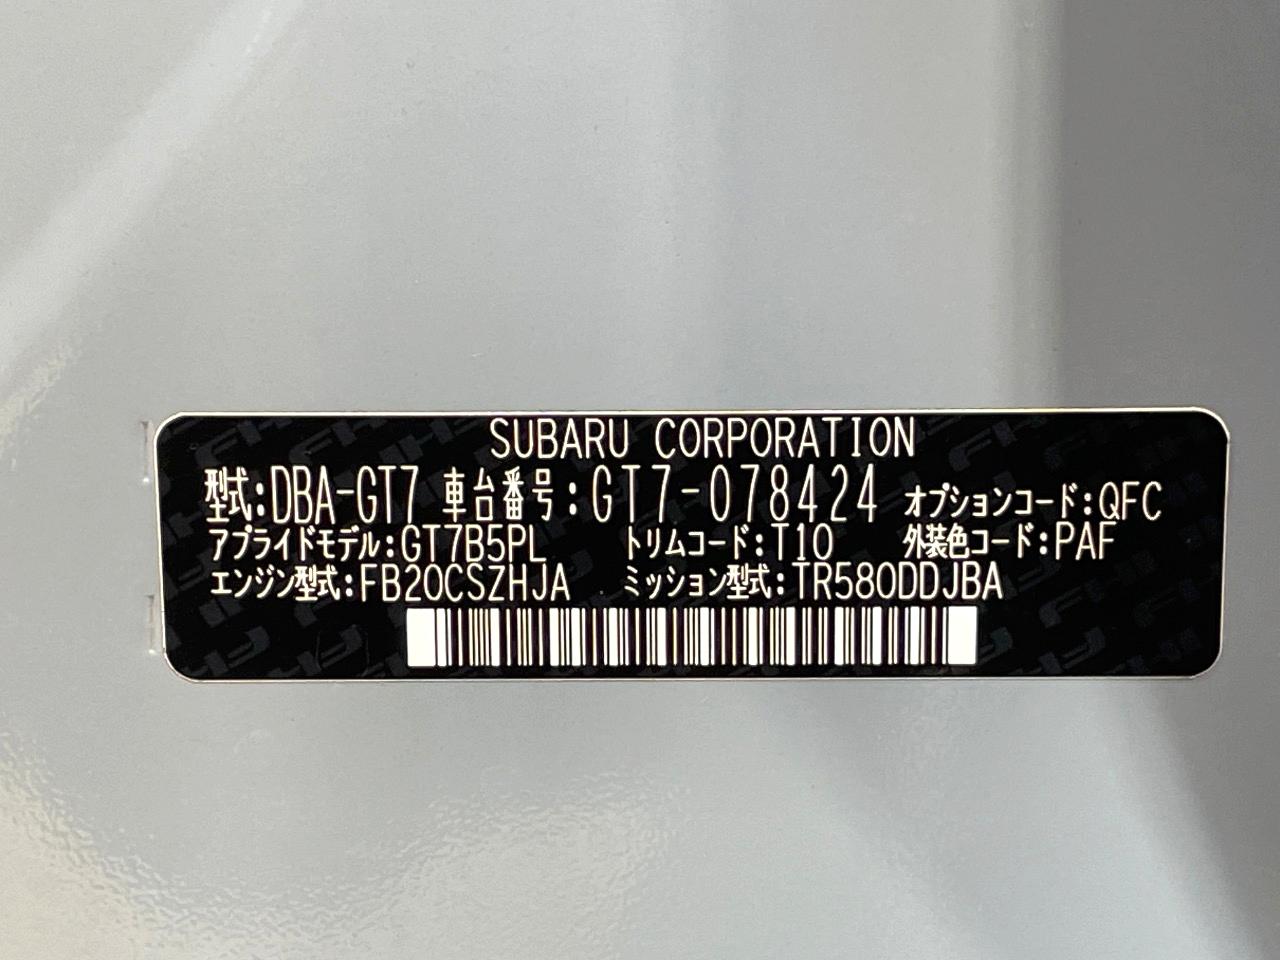 SUBARU CORPORATION
型式:DBA-GT7 車台番号:GT7-078424 オプションコード:QFC
アプライドモデル:GT7B5PL トリムコード:T10 外装色コード:PAF
エンジン型式:FB20CSZHJA ミッション型式:TR580DDJBA